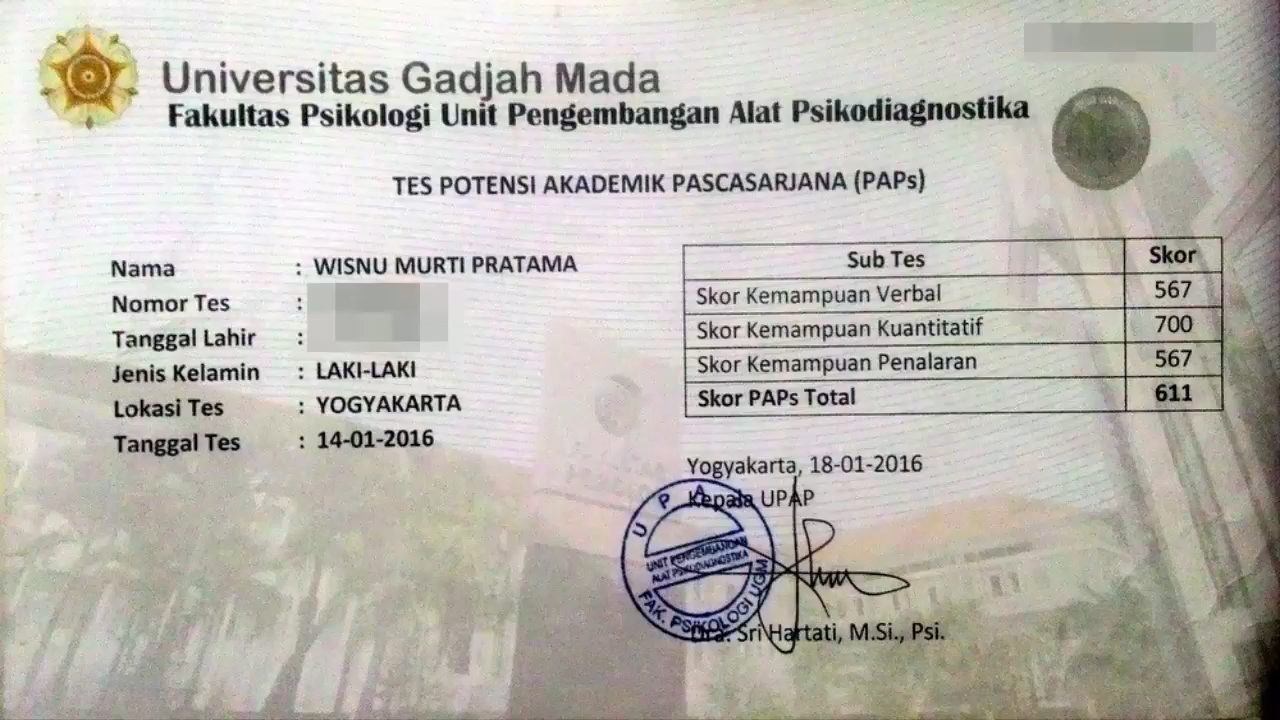 Universitas Gadjah Mada
Fakultas Psikologi Unit Pengembangan Alat Psikodiagnostika
TES POTENSI AKADEMIK PASCASARJANA (PAPs)
Nama : WISNU MURTI PRATAMA
Nomor Tes :
Tanggal Lahir :
Jenis Kelamin : LAKI-LAKI
Lokasi Tes : YOGYAKARTA
Tanggal Tes : 14-01-2016
Sub Tes Skor
Skor Kemampuan Verbal 567
Skor Kemampuan Kuantitatif 700
Skor Kemampuan Penalaran 567
Skor PAPs Total 611
Yogyakarta, 18-01-2016
Kepala UPAP
U P A P
UNIT PENGEMBANGAN
ALAT PSIKODIAGNOSTIKA
FAK. PSIKOLOGI UGM
Dra. Sri Hartati, M.Si., Psi.